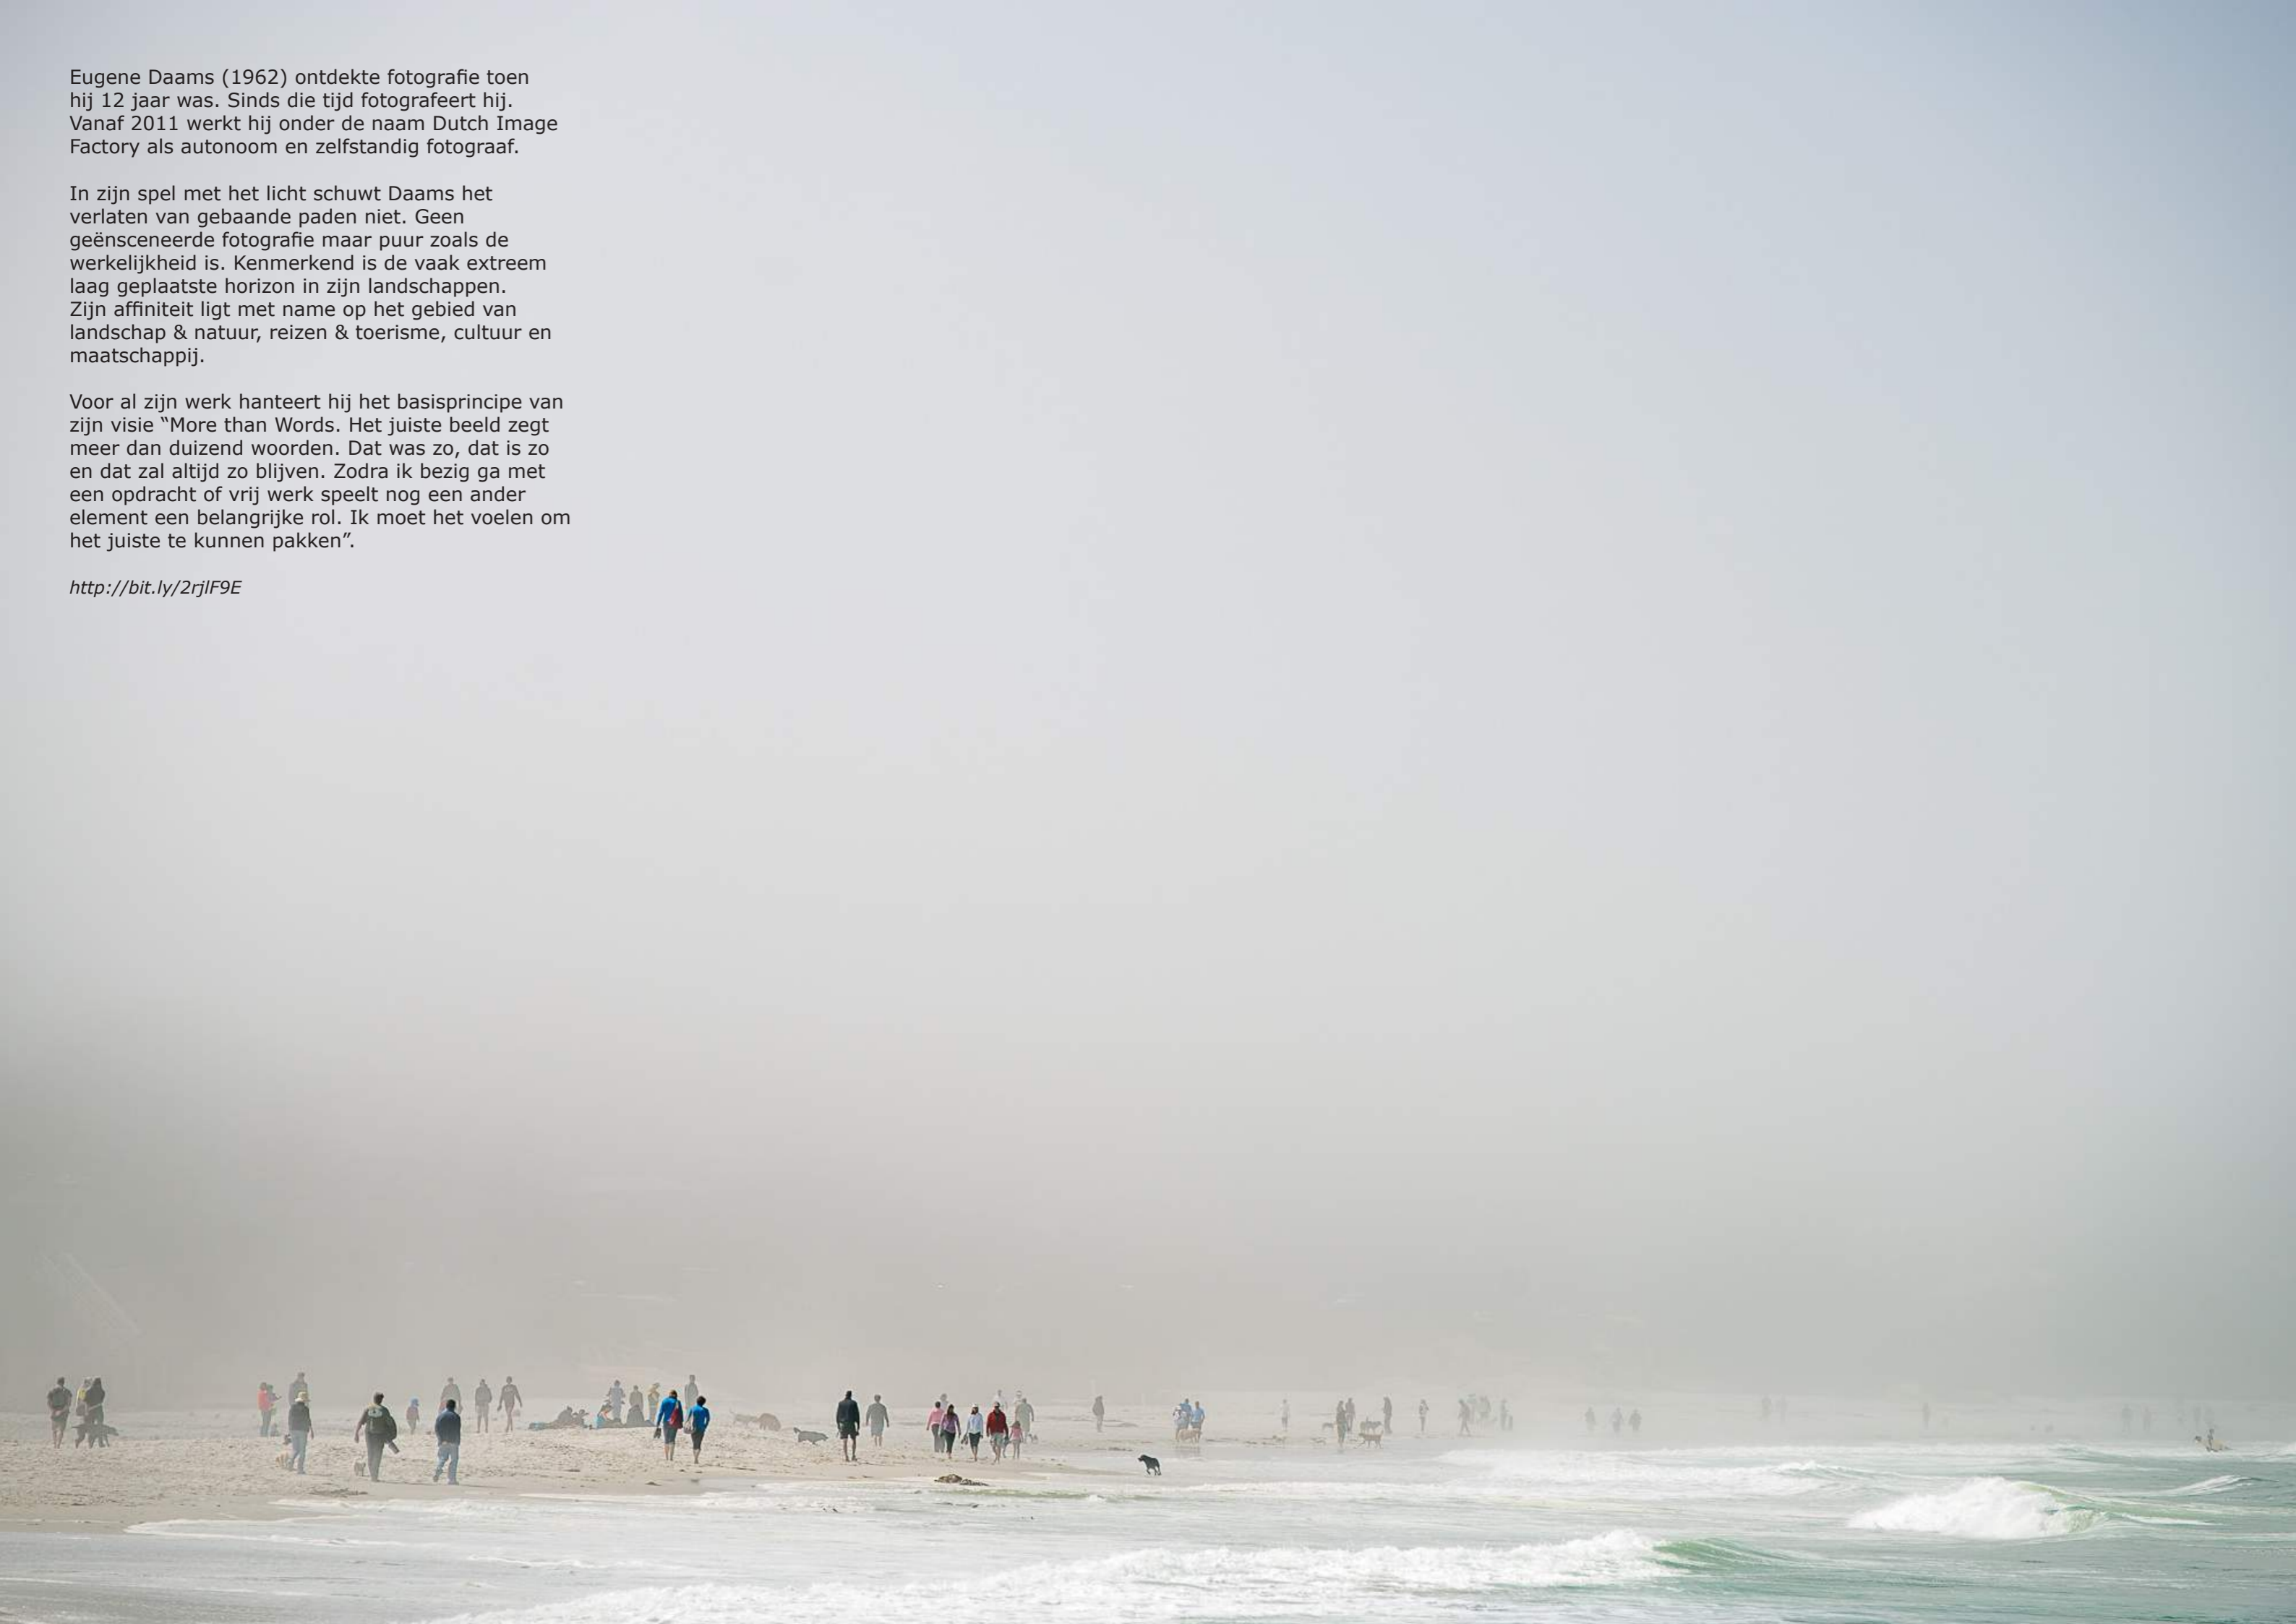 Eugene Daams (1962) ontdekte fotografie toen
hij 12 jaar was. Sinds die tijd fotografeert hij.
Vanaf 2011 werkt hij onder de naam Dutch Image
Factory als autonoom en zelfstandig fotograaf.
In zijn spel met het licht schuwt Daams het
verlaten van gebaande paden niet. Geen
geënsceneerde fotografie maar puur zoals de
werkelijkheid is. Kenmerkend is de vaak extreem
laag geplaatste horizon in zijn landschappen.
Zijn affiniteit ligt met name op het gebied van
landschap & natuur, reizen & toerisme, cultuur en
maatschappij.
Voor al zijn werk hanteert hij het basisprincipe van
zijn visie “More than Words. Het juiste beeld zegt
meer dan duizend woorden. Dat was zo, dat is zo
en dat zal altijd zo blijven. Zodra ik bezig ga met
een opdracht of vrij werk speelt nog een ander
element een belangrijke rol. Ik moet het voelen om
het juiste te kunnen pakken”.
http://bit.ly/2rjlF9E